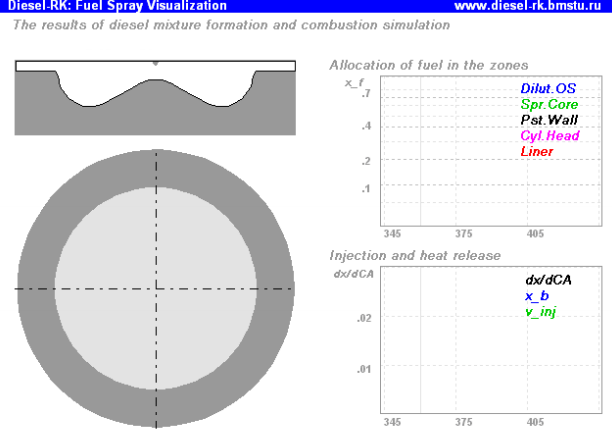 Diesel-RK: Fuel Spray Visualization www.diesel-rk.bmstu.ru
The results of diesel mixture formation and combustion simulation
Allocation of fuel in the zones
x_f
.7
.4
.2
.1
Dilut.OS
Spr.Core
Pst.Wall
Cyl.Head
Liner
345 375 405
Injection and heat release
dx/dCA
.02
.01
dx/dCA
x_b
v_inj
345 375 405